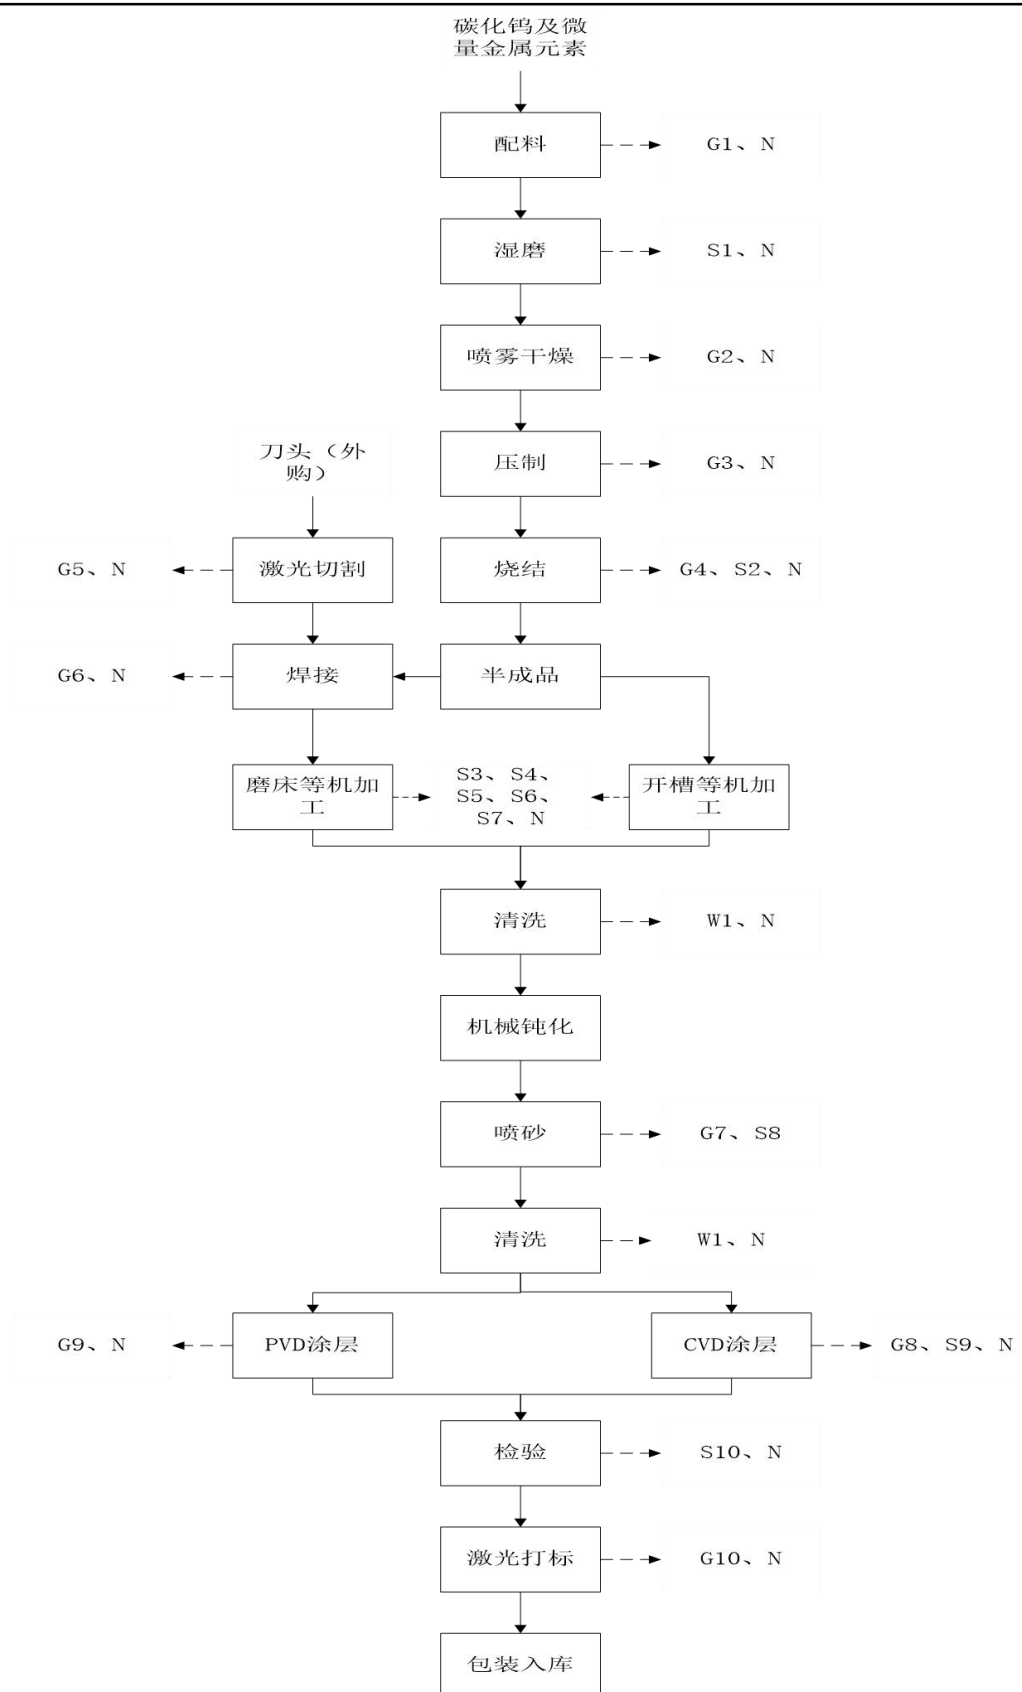 碳化钨及微
量金属元素
配料
G1、N
湿磨
S1、N
喷雾干燥
G2、N
刀头（外
购）
压制
G3、N
G5、N
激光切割
烧结
G4、S2、N
G6、N
焊接
半成品
磨床等机加
工
S3、S4、
S5、S6、
S7、N
开槽等机加
工
清洗
W1、N
机械钝化
喷砂
G7、S8
清洗
W1、N
G9、N
PVD涂层
CVD涂层
G8、S9、N
检验
S10、N
激光打标
G10、N
包装入库